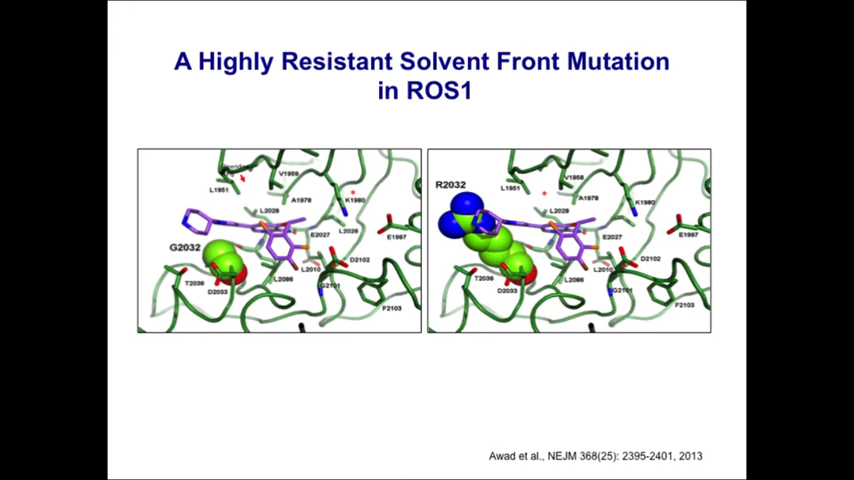 A Highly Resistant Solvent Front Mutation
in ROS1
L1951
V1959
A1978
K1980
L2028
L2026
E2027
E1997
G2032
D2102
L2010
L2086
G2101
T2036
D2033
F2103
R2032
L1951
V1958
A1978
K1980
L2028
E2027
E1997
D2102
L2010
L2086
G2101
T2036
D2033
F2103
Awad et al., NEJM 368(25): 2395-2401, 2013